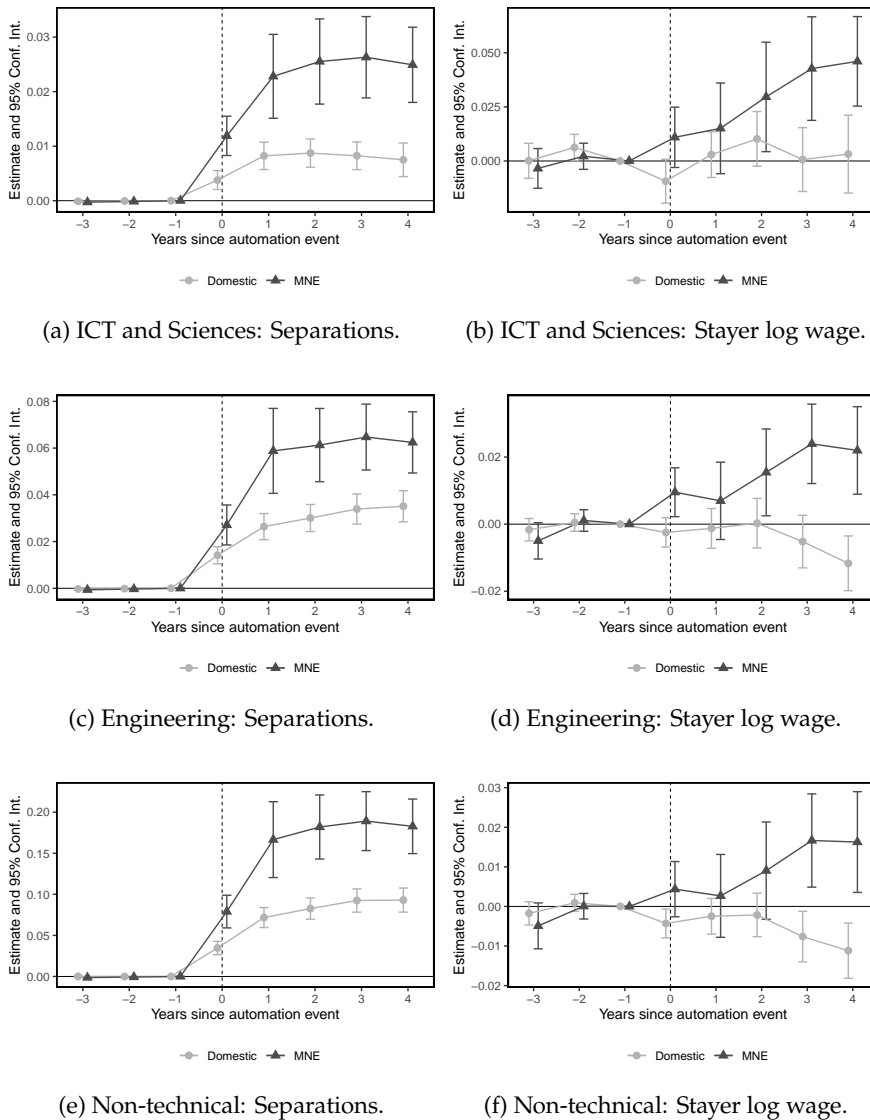 Estimate and 95% Conf. Int.
0.03
0.02
0.01
0.00
−3 −2 −1 0 1 2 3 4
Years since automation event
Domestic MNE
(a) ICT and Sciences: Separations.
Estimate and 95% Conf. Int.
0.050
0.025
0.000
−3 −2 −1 0 1 2 3 4
Years since automation event
Domestic MNE
(b) ICT and Sciences: Stayer log wage.
Estimate and 95% Conf. Int.
0.08
0.06
0.04
0.02
0.00
−3 −2 −1 0 1 2 3 4
Years since automation event
Domestic MNE
(c) Engineering: Separations.
Estimate and 95% Conf. Int.
0.02
0.00
−0.02
−3 −2 −1 0 1 2 3 4
Years since automation event
Domestic MNE
(d) Engineering: Stayer log wage.
Estimate and 95% Conf. Int.
0.20
0.15
0.10
0.05
0.00
−3 −2 −1 0 1 2 3 4
Years since automation event
Domestic MNE
(e) Non-technical: Separations.
Estimate and 95% Conf. Int.
0.03
0.02
0.01
0.00
−0.01
−0.02
−3 −2 −1 0 1 2 3 4
Years since automation event
Domestic MNE
(f) Non-technical: Stayer log wage.